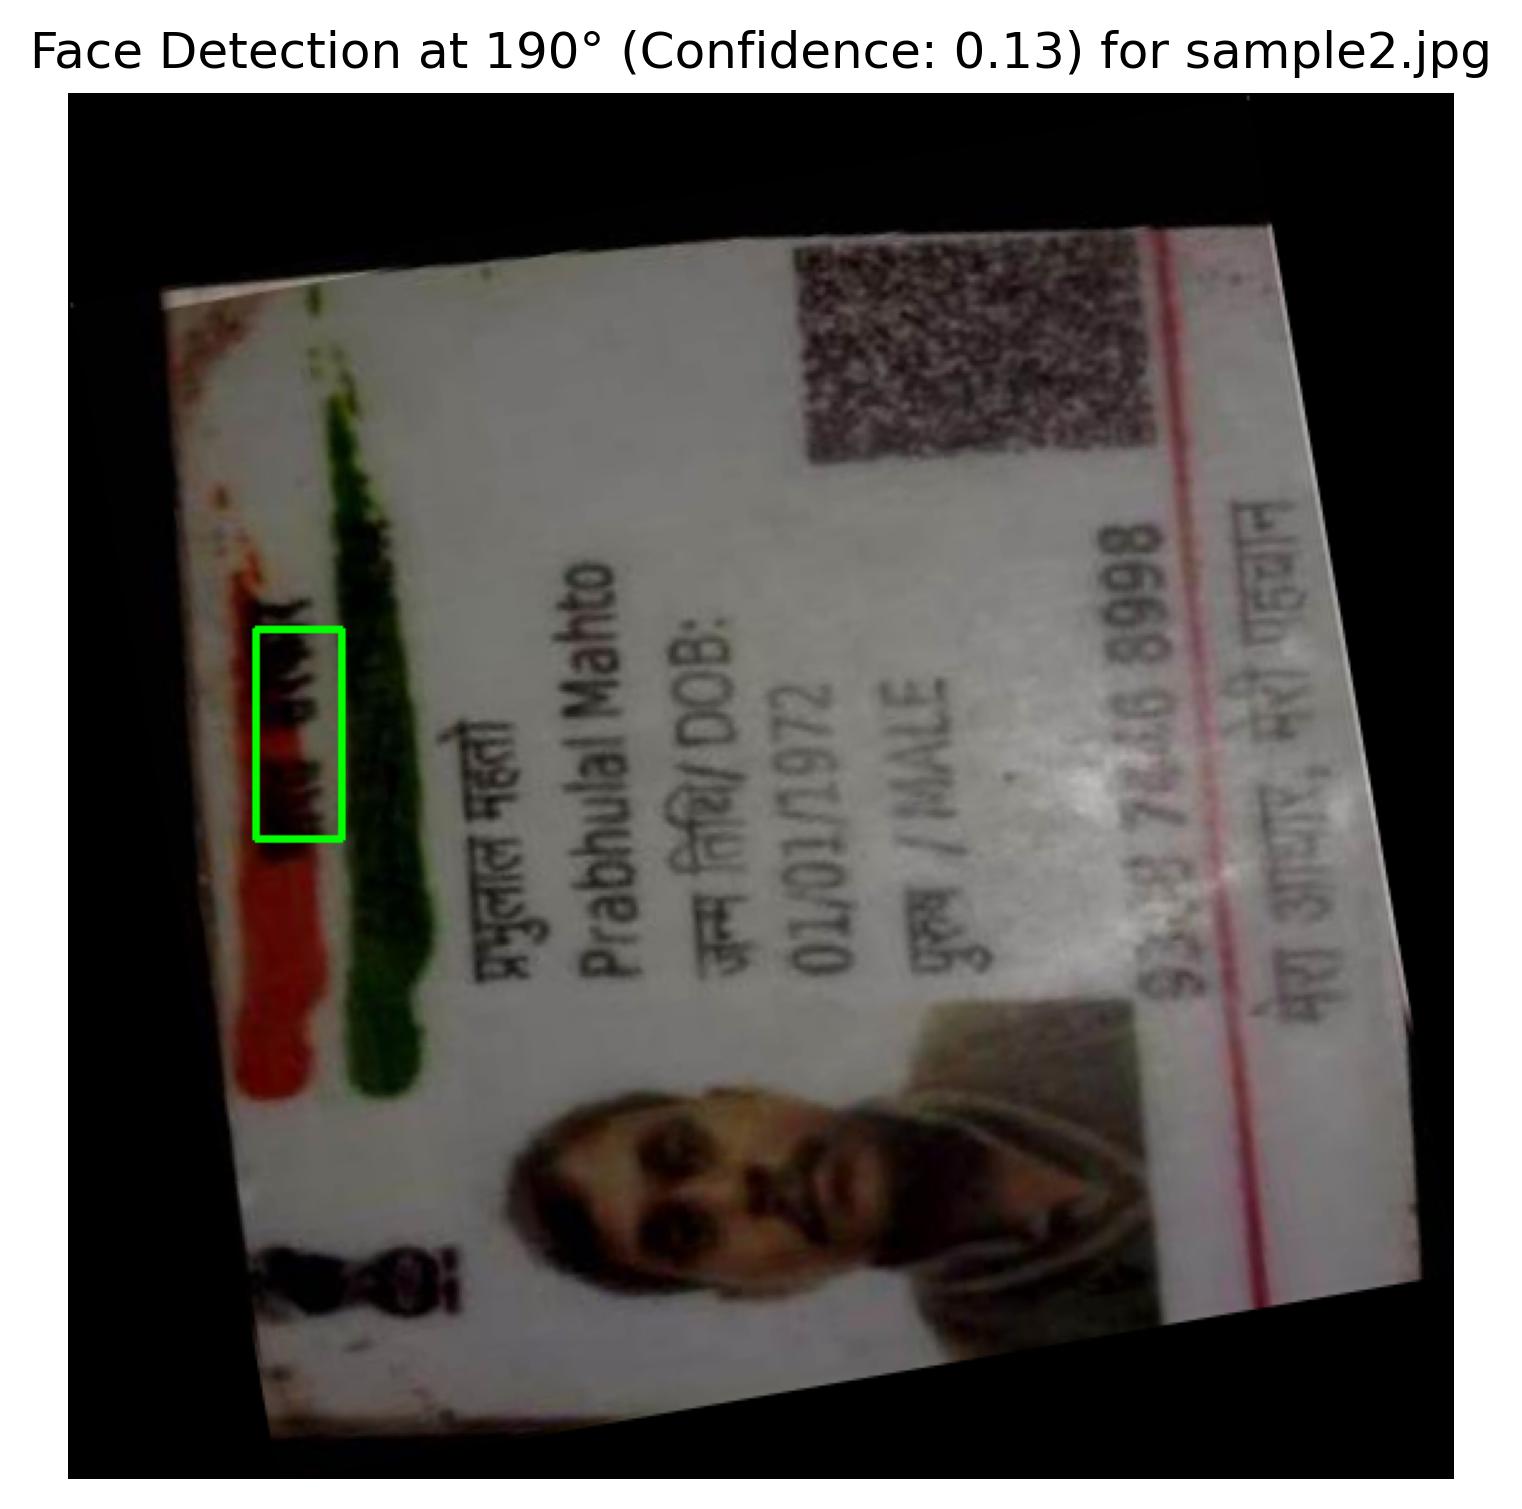 Face Detection at 190° (Confidence: 0.13) for sample2.jpg
प्रभुलाल महतो
Prabhulal Mahto
जन्म तिथि/ DOB:
01/01/1972
पुरुष / MALE
8998
मेरा आधार, मेरी पहचान